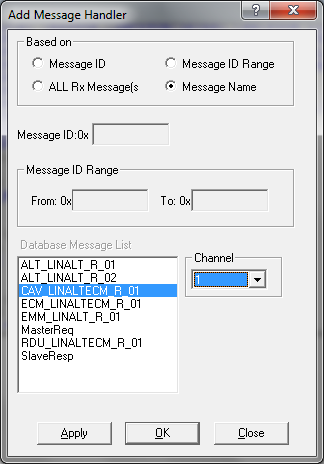 Add Message Handler
Based on
Message ID
Message ID Range
ALL Rx Message(s
Message Name
Message ID:0x
Message ID Range
From: 0x
To: 0x
Database Message List
Channel
ALT_LINALT_R_01
1
ALT_LINALT_R_02
CAV_LINALTECM_R_01
ECM_LINALTECM_R_01
EMM_LINALT_R_01
MasterReq
RDU_LINALTECM_R_01
SlaveResp
Apply
OK
Close